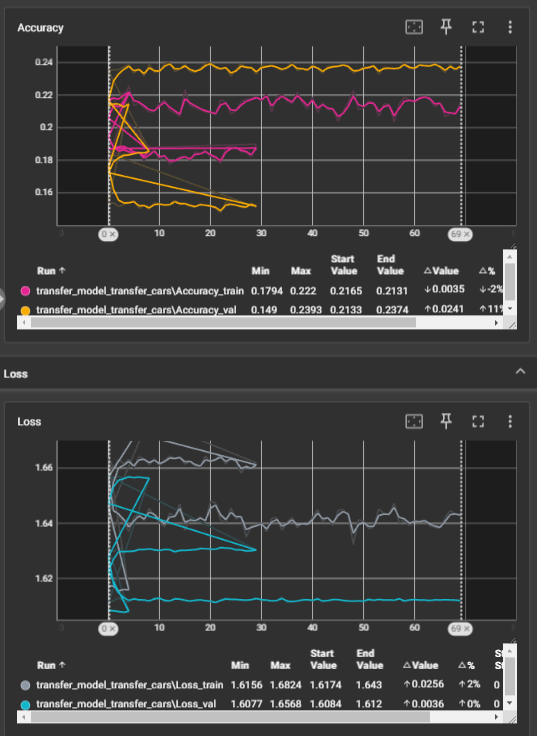 Accuracy
0.24
0.22
0.2
0.18
0.16
3 0 × 10 20 30 40 50 60 69 ×
Run ↑ Min Max Start Value End Value △Value △%
transfer_model_transfer_cars\Accuracy_train 0.1794 0.222 0.2165 0.2131 ↓0.0035 ↓-2%
transfer_model_transfer_cars\Accuracy_val 0.149 0.2393 0.2133 0.2374 ↑0.0241 ↑11%
Loss
Loss
1.66
1.64
1.62
3 0 × 10 20 30 40 50 60 69 ×
Run ↑ Min Max Start Value End Value △Value △%
transfer_model_transfer_cars\Loss_train 1.6156 1.6824 1.6174 1.643 ↑0.0256 ↑2% 0
transfer_model_transfer_cars\Loss_val 1.6077 1.6568 1.6084 1.612 ↑0.0036 ↑0% 0